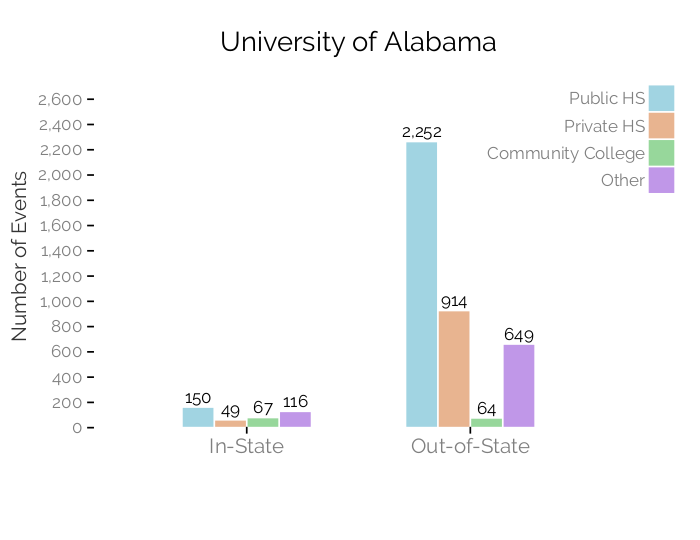 University of Alabama
Public HS
Private HS
Community College
Other
Number of Events
2,600
2,400
2,200
2,000
1,800
1,600
1,400
1,200
1,000
800
600
400
200
0
150
49
67
116
2,252
914
64
649
In-State
Out-of-State